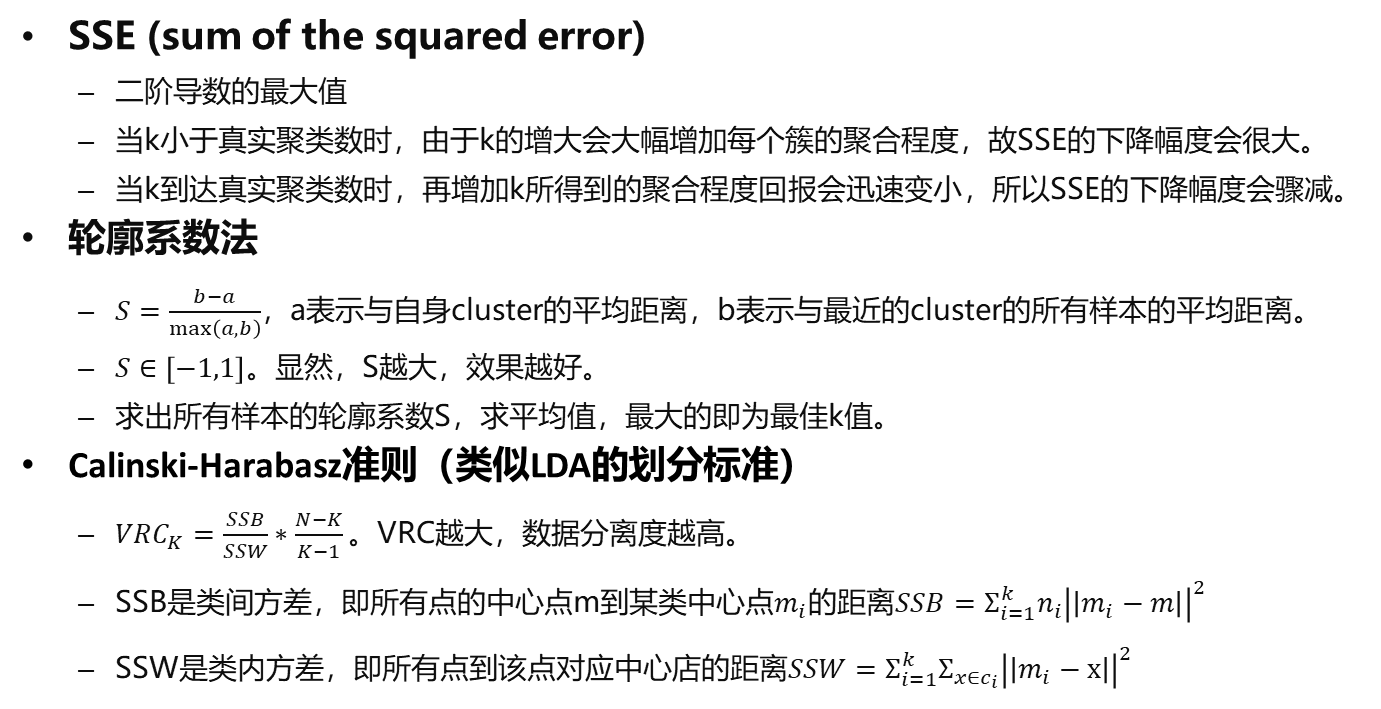 • SSE (sum of the squared error)
– 二阶导数的最大值
– 当k小于真实聚类数时，由于k的增大会大幅增加每个簇的聚合程度，故SSE的下降幅度会很大。
– 当k到达真实聚类数时，再增加k所得到的聚合程度回报会迅速变小，所以SSE的下降幅度会骤减。
• 轮廓系数法
– $S = \frac{b-a}{\max(a,b)}$，a表示与自身cluster的平均距离，b表示与最近的cluster的所有样本的平均距离。
– $S \in [-1,1]$。显然，S越大，效果越好。
– 求出所有样本的轮廓系数S，求平均值，最大的即为最佳k值。
• Calinski-Harabasz准则（类似LDA的划分标准）
– $VRC_K = \frac{SSB}{SSW} * \frac{N-K}{K-1}$ 。VRC越大，数据分离度越高。
– SSB是类间方差，即所有点的中心点m到某类中心点$m_i$的距离$SSB = \Sigma_{i=1}^{k} n_i ||m_i - m||^2$
– SSW是类内方差，即所有点到该点对应中心店的距离$SSW = \Sigma_{i=1}^{k} \Sigma_{x \in c_i} ||m_i - x||^2$